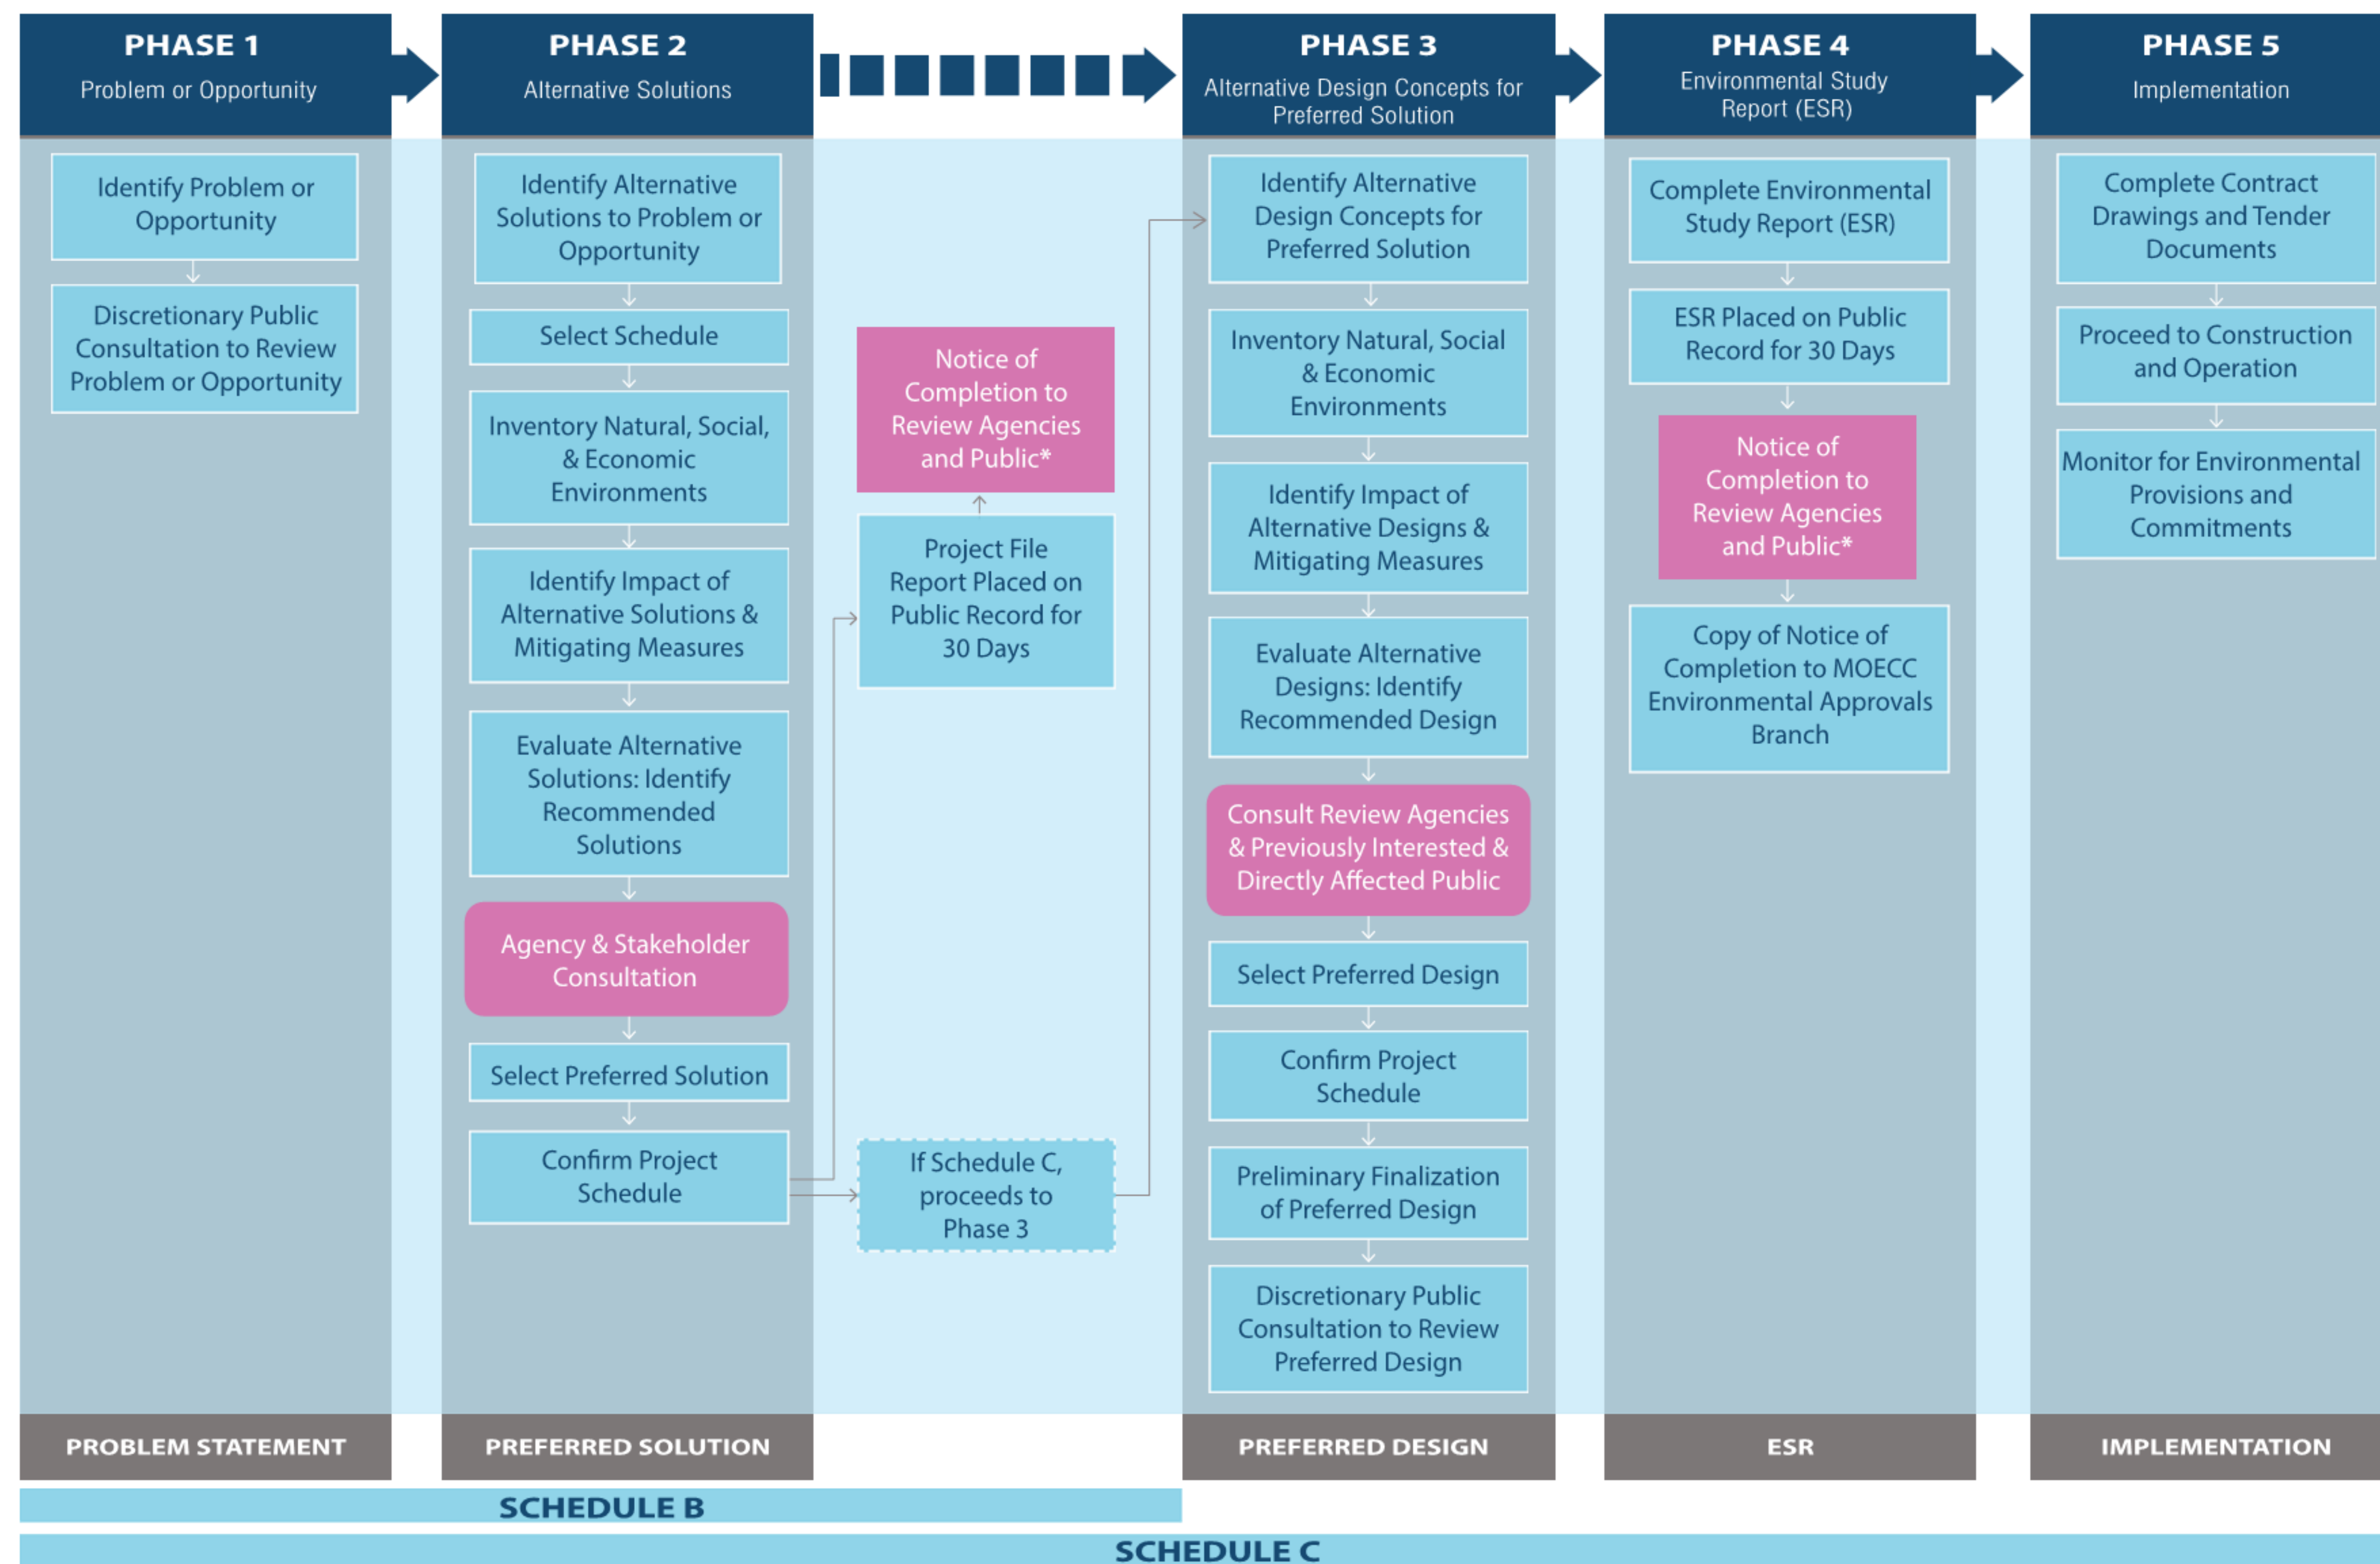 PHASE 1
Problem or Opportunity
Identify Problem or
Opportunity
Discretionary Public
Consultation to Review
Problem or Opportunity
PROBLEM STATEMENT
PHASE 2
Alternative Solutions
Identify Alternative
Solutions to Problem or
Opportunity
Select Schedule
Inventory Natural, Social,
& Economic
Environments
Identify Impact of
Alternative Solutions &
Mitigating Measures
Evaluate Alternative
Solutions: Identify
Recommended
Solutions
Agency & Stakeholder
Consultation
Select Preferred Solution
Confirm Project
Schedule
PREFERRED SOLUTION
Notice of
Completion to
Review Agencies
and Public*
Project File
Report Placed on
Public Record for
30 Days
If Schedule C,
proceeds to
Phase 3
PHASE 3
Alternative Design Concepts for
Preferred Solution
Identify Alternative
Design Concepts for
Preferred Solution
Inventory Natural, Social
& Economic
Environments
Identify Impact of
Alternative Designs &
Mitigating Measures
Evaluate Alternative
Designs: Identify
Recommended Design
Consult Review Agencies
& Previously Interested &
Directly Affected Public
Select Preferred Design
Confirm Project
Schedule
Preliminary Finalization
of Preferred Design
Discretionary Public
Consultation to Review
Preferred Design
PREFERRED DESIGN
PHASE 4
Environmental Study
Report (ESR)
Complete Environmental
Study Report (ESR)
ESR Placed on Public
Record for 30 Days
Notice of
Completion to
Review Agencies
and Public*
Copy of Notice of
Completion to MOECC
Environmental Approvals
Branch
ESR
PHASE 5
Implementation
Complete Contract
Drawings and Tender
Documents
Proceed to Construction
and Operation
Monitor for Environmental
Provisions and
Commitments
IMPLEMENTATION
SCHEDULE B
SCHEDULE C